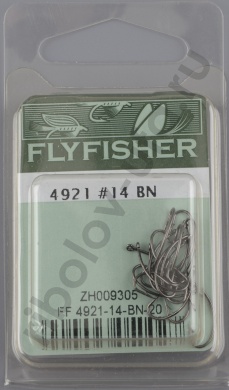 FLYFISHER
4921 #14 BN
ZH009305
FF 4921-14-BN-20